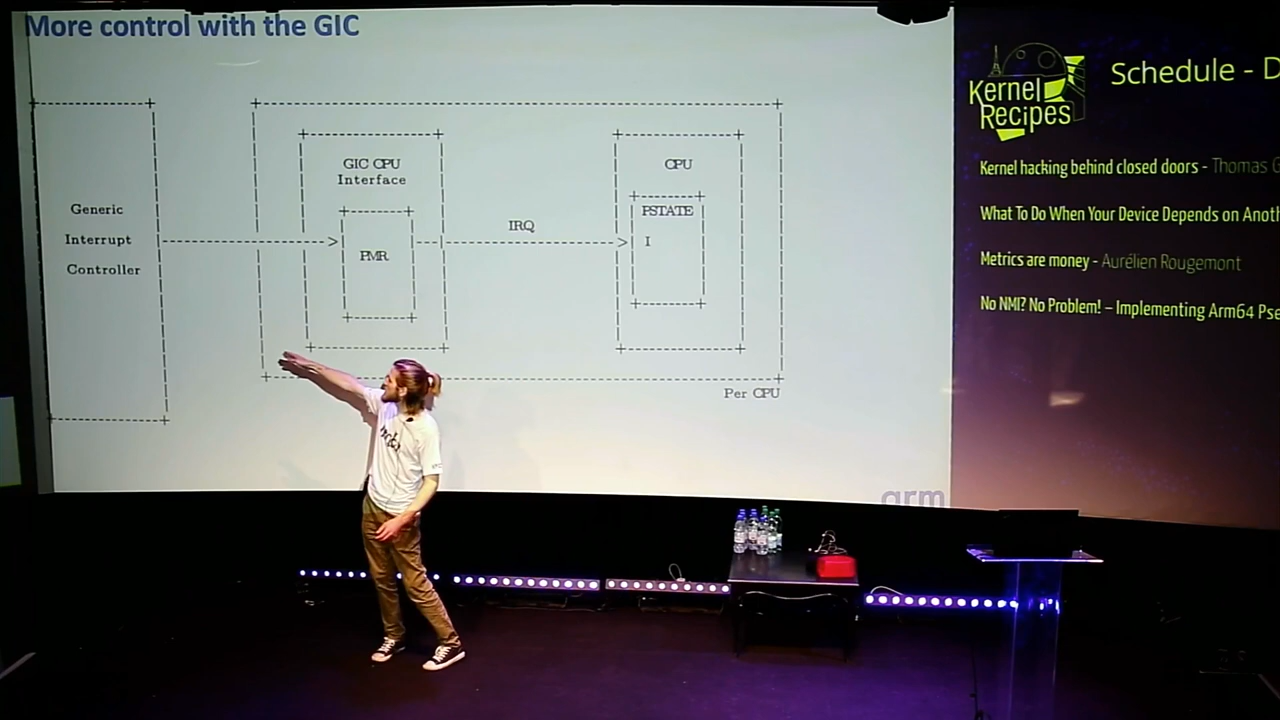 More control with the GIC
Generic
Interrupt
Controller
GIC CPU
Interface
PMR
IRQ
CPU
PSTATE
I
Per CPU
arm
Kernel
Recipes
Schedule - D
Kernel hacking behind closed doors - Thomas G
What To Do When Your Device Depends on Anoth
Metrics are money - Aurélien Rougemont
No NMI? No Problem! – Implementing Arm64 Pse